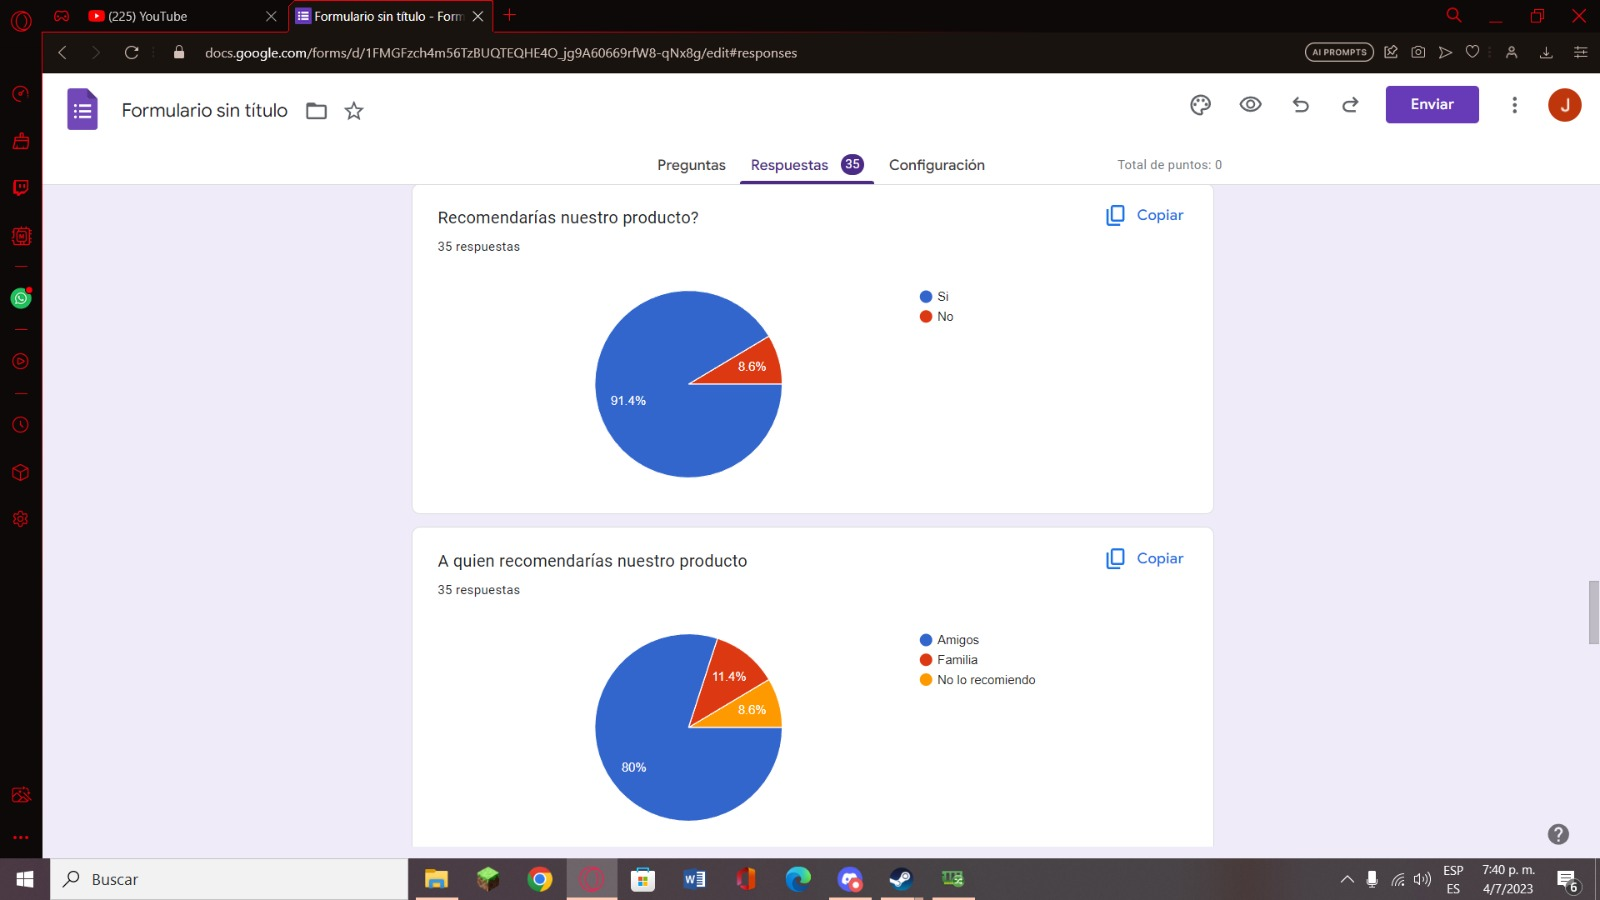 (225) YouTube
Formulario sin título - Form
docs.google.com/forms/d/1FMGFzch4m56TzBUQTEQHE4O_jg9A60669rfW8-qNx8g/edit#responses
AI PROMPTS
Formulario sin título
Enviar
J
Preguntas
Respuestas
35
Configuración
Total de puntos: 0
Recomendarías nuestro producto?
Copiar
35 respuestas
Si
No
8.6%
91.4%
A quien recomendarías nuestro producto
Copiar
35 respuestas
Amigos
Familia
No lo recomiendo
11.4%
8.6%
80%
Buscar
ESP
ES
7:40 p. m.
4/7/2023
6